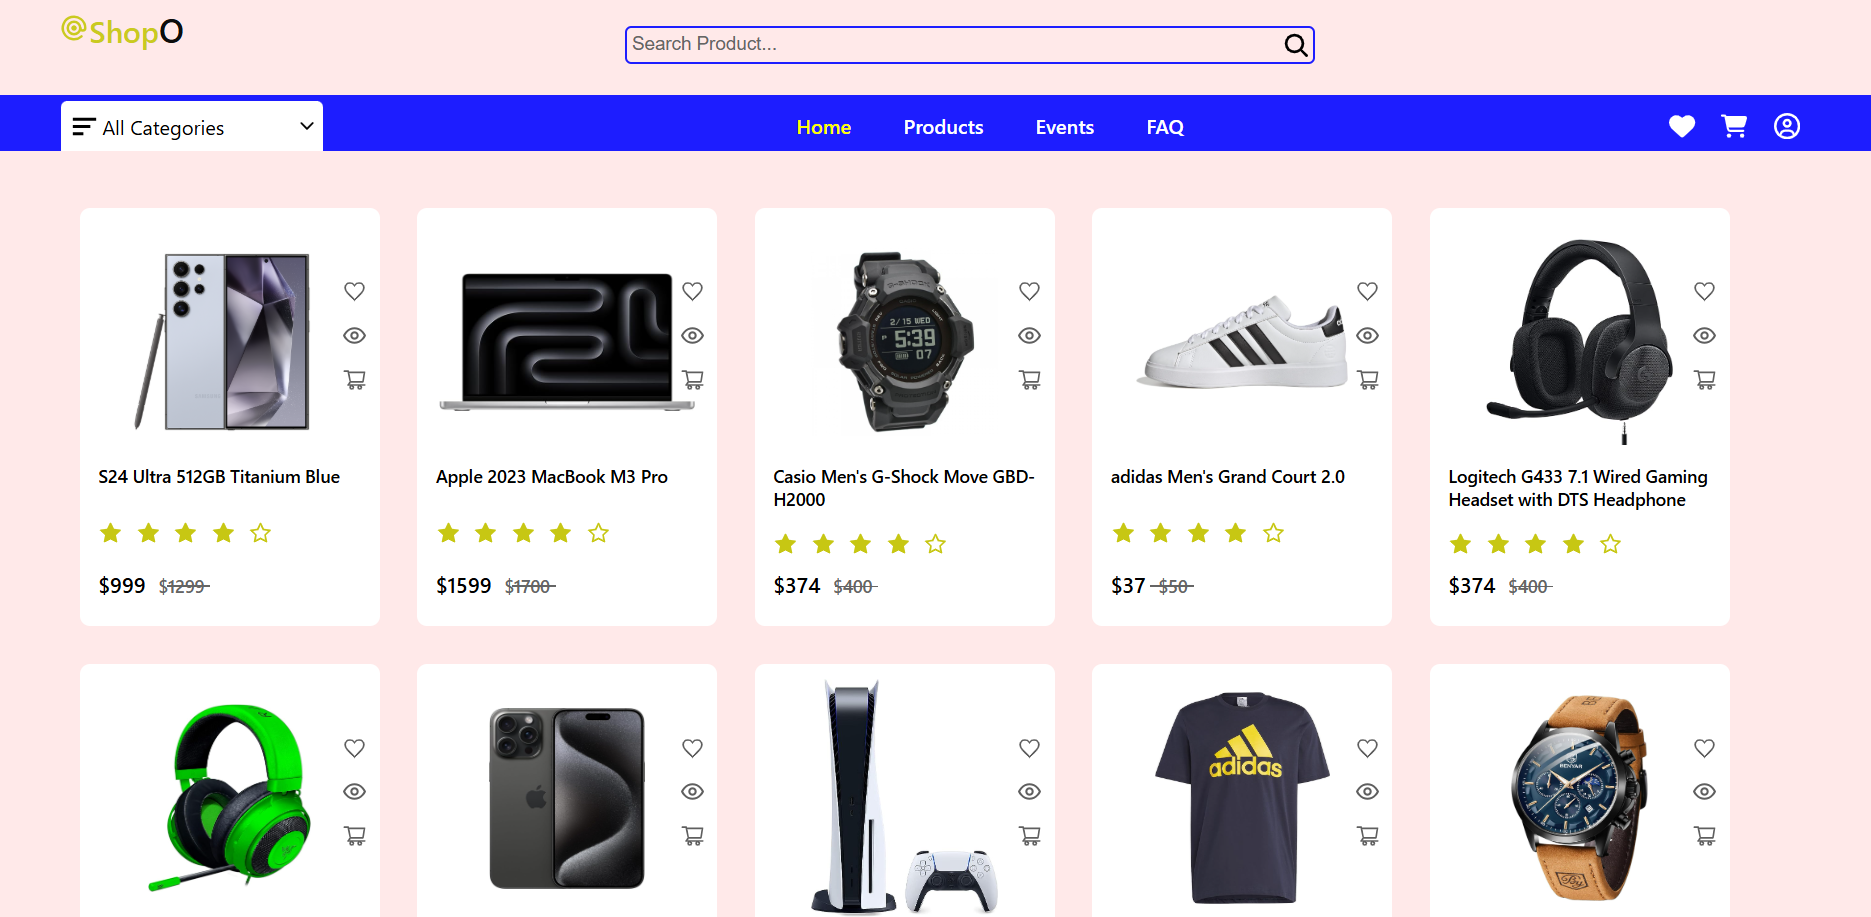 ShopO
Search Product...
All Categories
Home Products Events FAQ
G-SHOCK
2/15 WED
P 5:39
07
S24 Ultra 512GB Titanium Blue
$999 $1299
Apple 2023 MacBook M3 Pro
$1599 $1700
Casio Men's G-Shock Move GBD-
H2000
$374 $400
adidas Men's Grand Court 2.0
$37 $50
Logitech G433 7.1 Wired Gaming
Headset with DTS Headphone
$374 $400
adidas
BENYAR